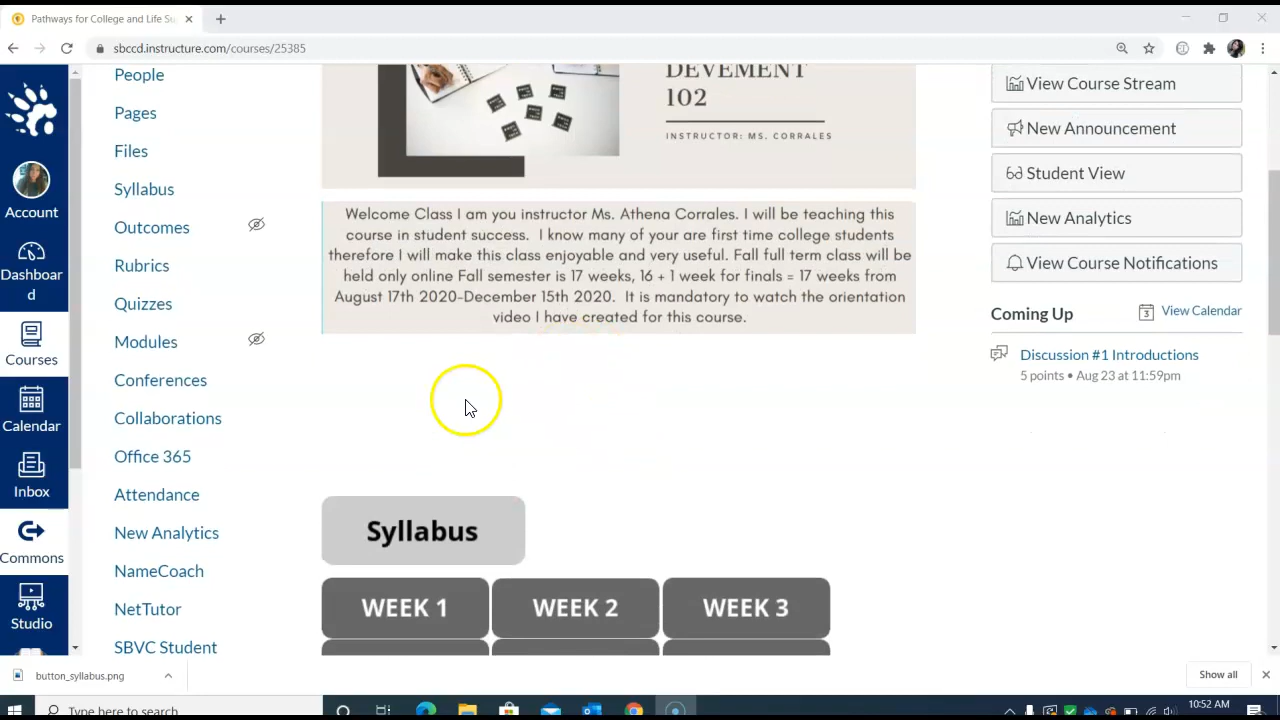 Pathways for College and Life Su
sbccd.instructure.com/courses/25385
Account
Dashboar
d
Courses
Calendar
Inbox
Commons
Studio
People
Pages
Files
Syllabus
Outcomes
Rubrics
Quizzes
Modules
Conferences
Collaborations
Office 365
Attendance
New Analytics
NameCoach
NetTutor
SBVC Student
DEVEMENT
102
INSTRUCTOR: MS. CORRALES
Welcome Class I am you instructor Ms. Athena Corrales. I will be teaching this
course in student success.  I know many of your are first time college students
therefore I will make this class enjoyable and very useful. Fall full term class will be
held only online Fall semester is 17 weeks, 16 + 1 week for finals = 17 weeks from
August 17th 2020-December 15th 2020.  It is mandatory to watch the orientation
video I have created for this course.
Syllabus
WEEK 1
WEEK 2
WEEK 3
View Course Stream
New Announcement
Student View
New Analytics
View Course Notifications
Coming Up
3
View Calendar
Discussion #1 Introductions
5 points • Aug 23 at 11:59pm
button_syllabus.png
Show all
Type here to search
10:52 AM